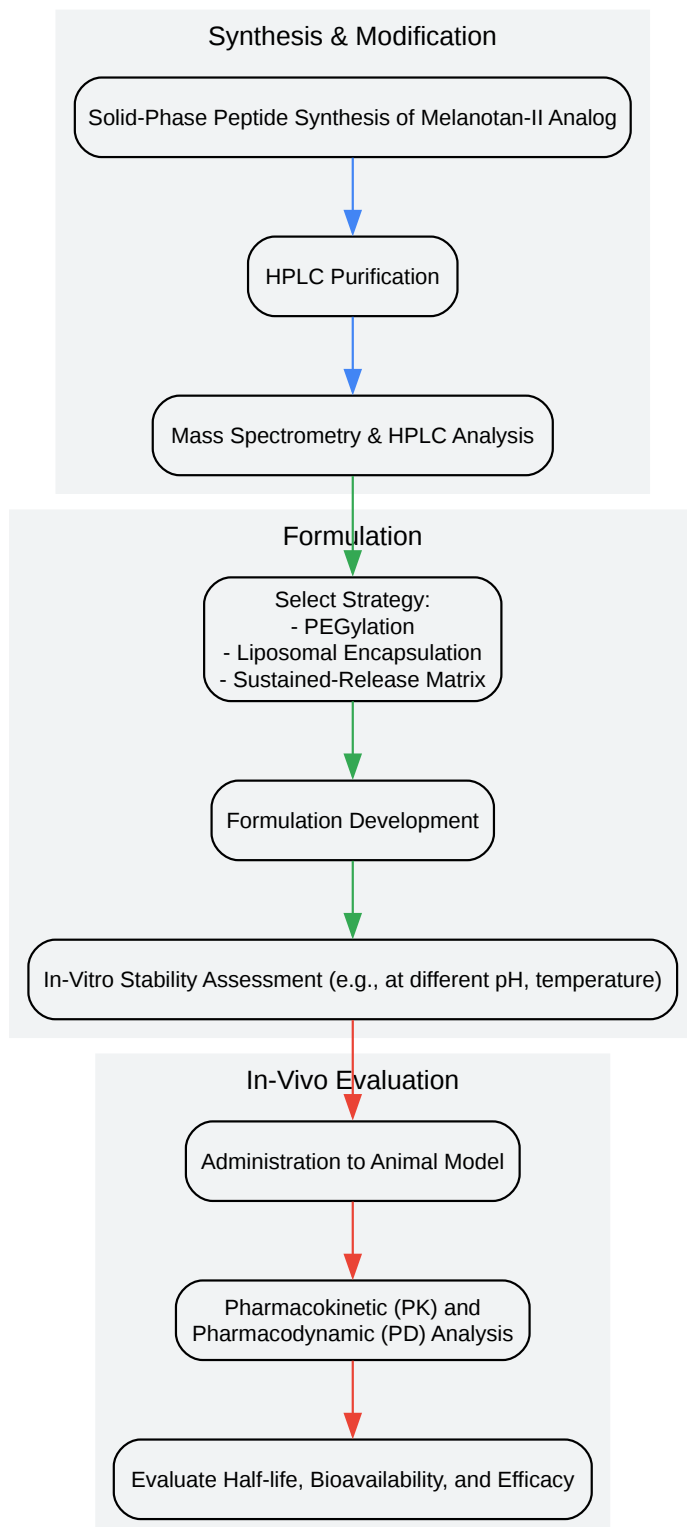 Synthesis & Modification
Solid-Phase Peptide Synthesis of Melanotan-II Analog
HPLC Purification
Mass Spectrometry & HPLC Analysis
Formulation
Select Strategy:
- PEGylation
- Liposomal Encapsulation
- Sustained-Release Matrix
Formulation Development
In-Vitro Stability Assessment (e.g., at different pH, temperature)
In-Vivo Evaluation
Administration to Animal Model
Pharmacokinetic (PK) and
Pharmacodynamic (PD) Analysis
Evaluate Half-life, Bioavailability, and Efficacy